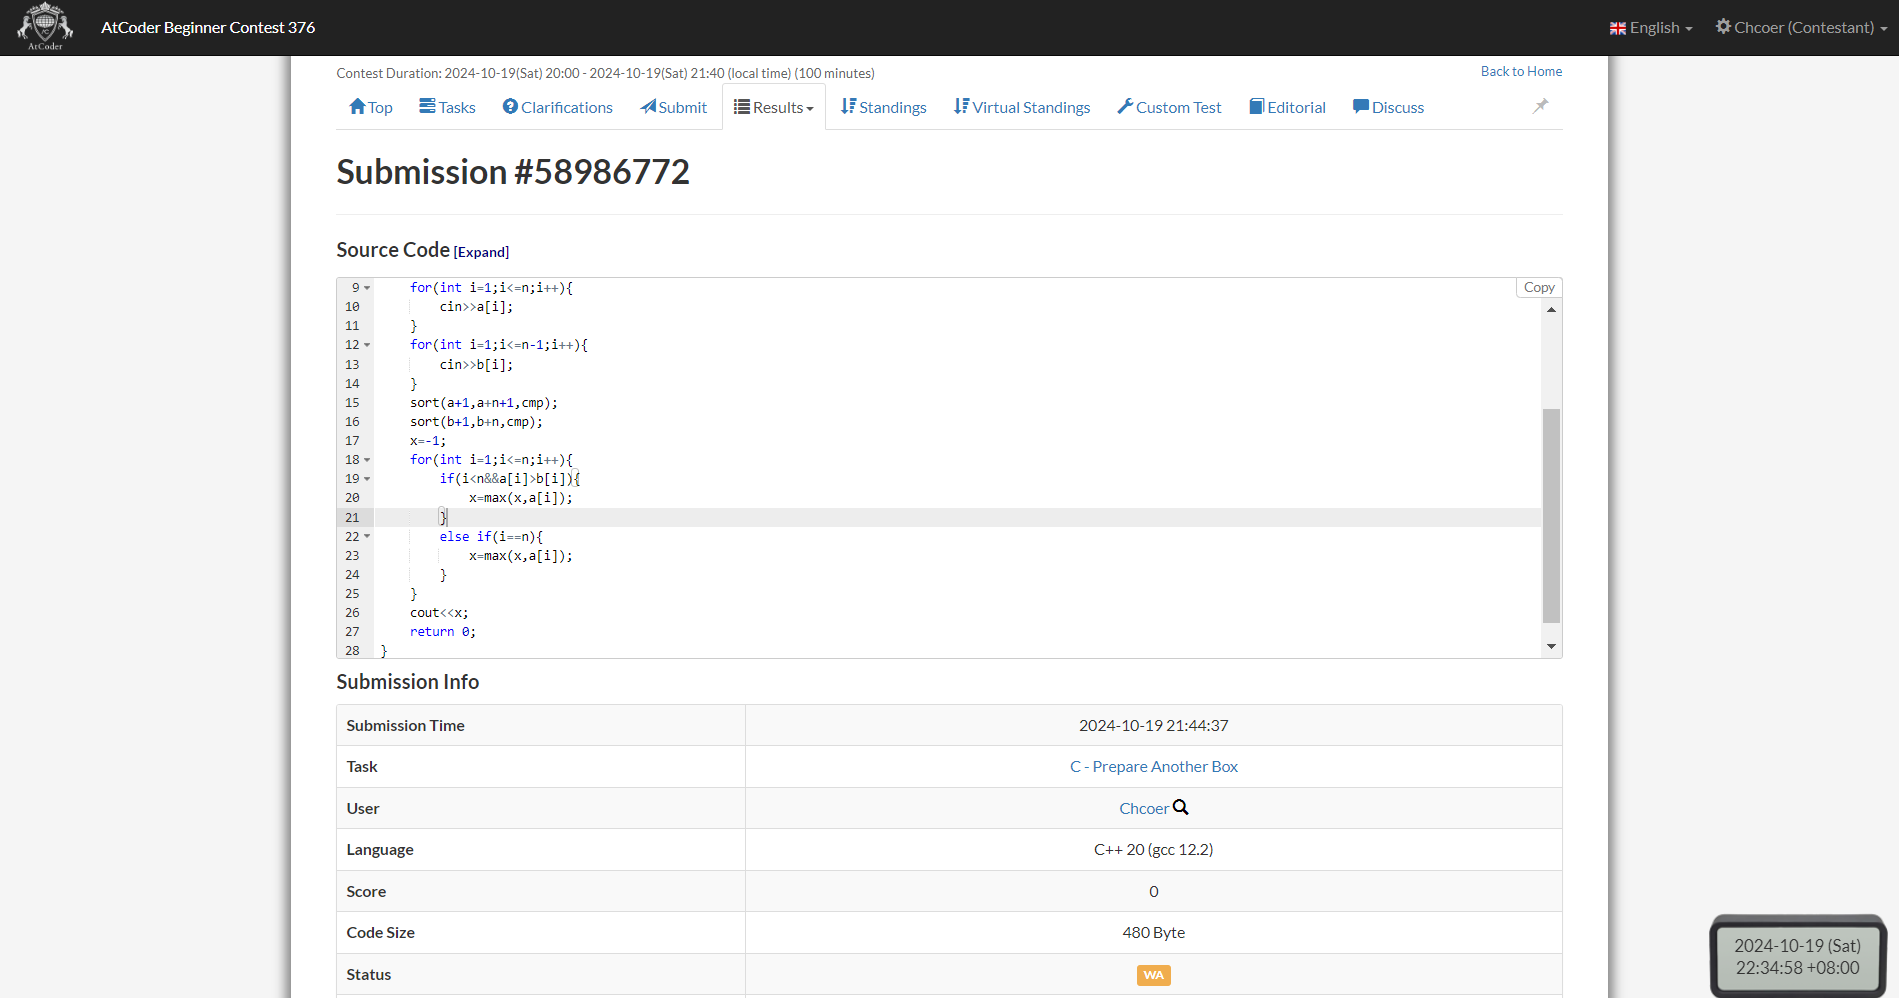 AtCoder
AtCoder Beginner Contest 376
English
Chcoer (Contestant)
Contest Duration: 2024-10-19(Sat) 20:00 - 2024-10-19(Sat) 21:40 (local time) (100 minutes)
Back to Home
Top Tasks Clarifications Submit Results Standings Virtual Standings Custom Test Editorial Discuss
Submission #58986772
Source Code [Expand]
Copy
9 for(int i=1;i<=n;i++){
10 cin>>a[i];
11 }
12 for(int i=1;i<=n-1;i++){
13 cin>>b[i];
14 }
15 sort(a+1,a+n+1,cmp);
16 sort(b+1,b+n,cmp);
17 x=-1;
18 for(int i=1;i<=n;i++){
19 if(i<n&&a[i]>b[i]){
20 x=max(x,a[i]);
21 }
22 else if(i==n){
23 x=max(x,a[i]);
24 }
25 }
26 cout<<x;
27 return 0;
28 }
Submission Info
Submission Time 2024-10-19 21:44:37
Task C - Prepare Another Box
User Chcoer
Language C++ 20 (gcc 12.2)
Score 0
Code Size 480 Byte
Status WA
2024-10-19 (Sat)
22:34:58 +08:00